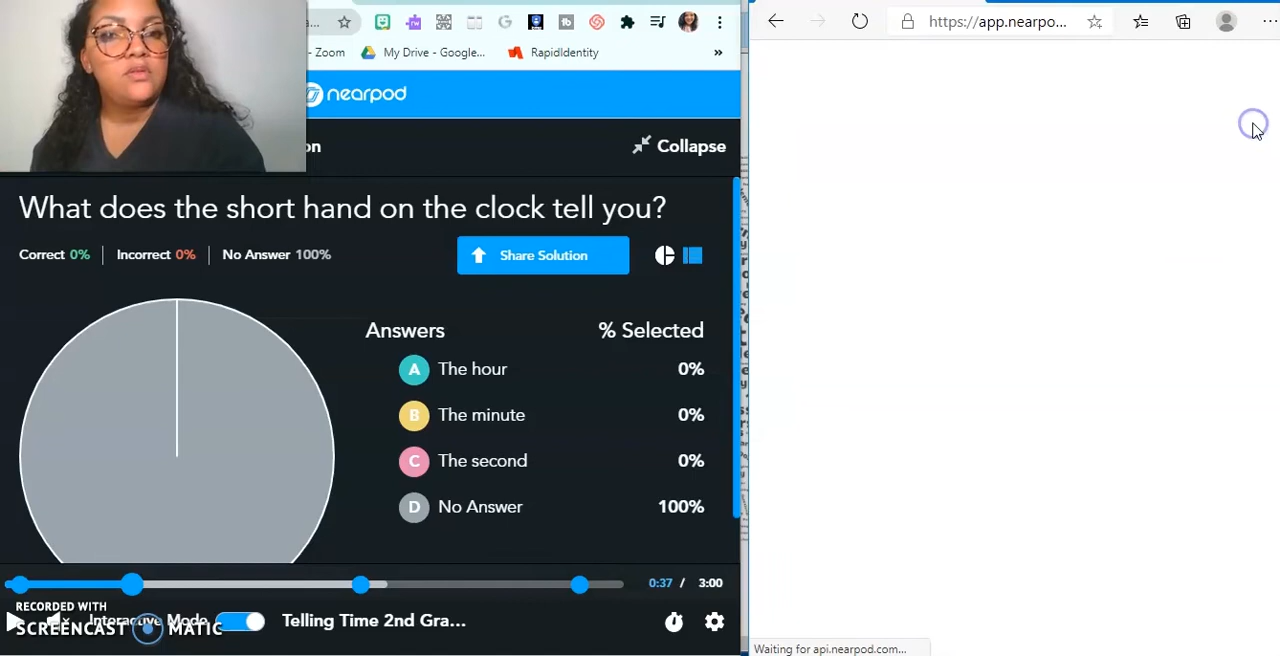 a...
https://app.nearpo...
- Zoom
My Drive - Google...
RapidIdentity
»
nearpod
on
Collapse
What does the short hand on the clock tell you?
Correct 0%
Incorrect 0%
No Answer 100%
Share Solution
Answers
% Selected
A The hour 0%
B The minute 0%
C The second 0%
D No Answer 100%
0:37 / 3:00
RECORDED WITH
SCREENCAST MATIC
Interactive Mode
Telling Time 2nd Gra...
Waiting for api.nearpod.com...